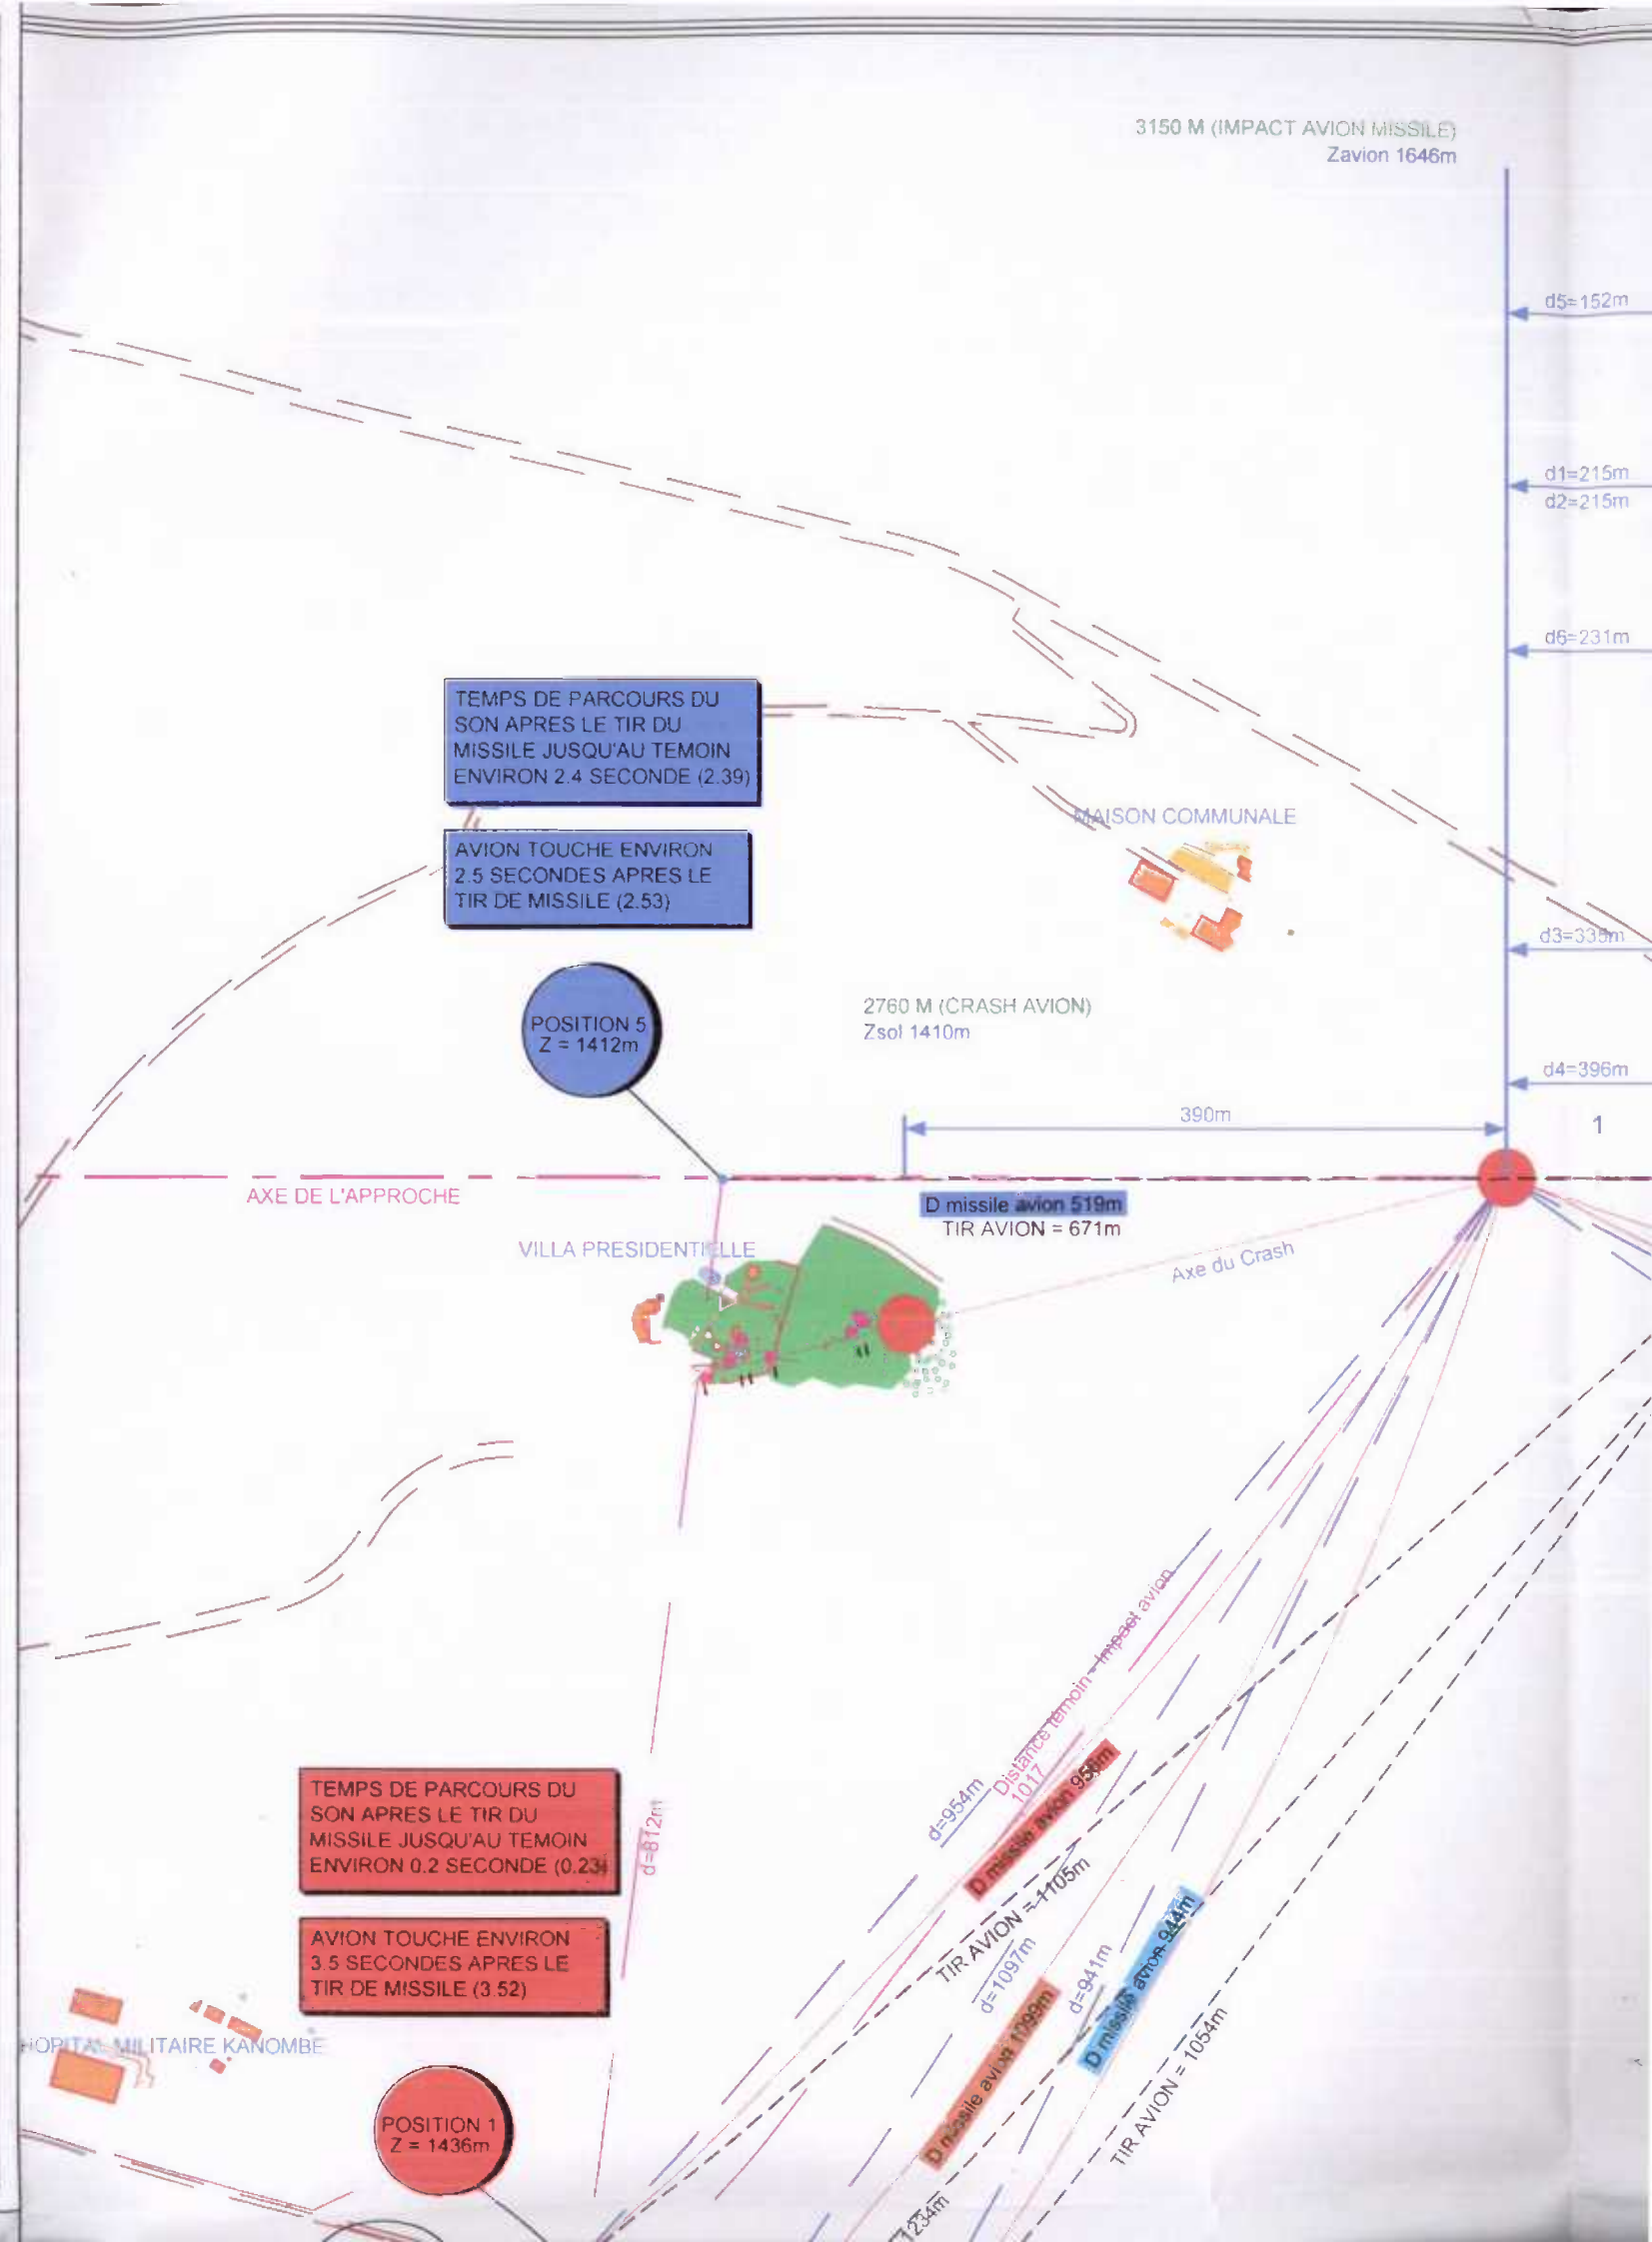 3150 M (IMPACT AVION MISSILE)
Zavion 1646m
d5=152m
d1=215m
d2=215m
d6=231m
TEMPS DE PARCOURS DU
SON APRES LE TIR DU
MISSILE JUSQU'AU TEMOIN
ENVIRON 2.4 SECONDE (2.39)
MAISON COMMUNALE
AVION TOUCHE ENVIRON
2.5 SECONDES APRES LE
TIR DE MISSILE (2.53)
d3=335m
POSITION 5
Z = 1412m
2760 M (CRASH AVION)
Zsol 1410m
d4=396m
390m
1
AXE DE L'APPROCHE
D missile avion 519m
TIR AVION = 671m
VILLA PRESIDENTIELLE
Axe du Crash
Distance témoin - Impact avion
1017
d=954m
D missile avion 956m
TIR AVION = 1105m
TEMPS DE PARCOURS DU
SON APRES LE TIR DU
MISSILE JUSQU'AU TEMOIN
ENVIRON 0.2 SECONDE (0.23)
d=812m
AVION TOUCHE ENVIRON
3.5 SECONDES APRES LE
TIR DE MISSILE (3.52)
d=1097m
d=941m
D missile avion 944m
D missile avion 1099m
TIR AVION = 1054m
HOPITAL MILITAIRE KANOMBE
POSITION 1
Z = 1436m
1234m